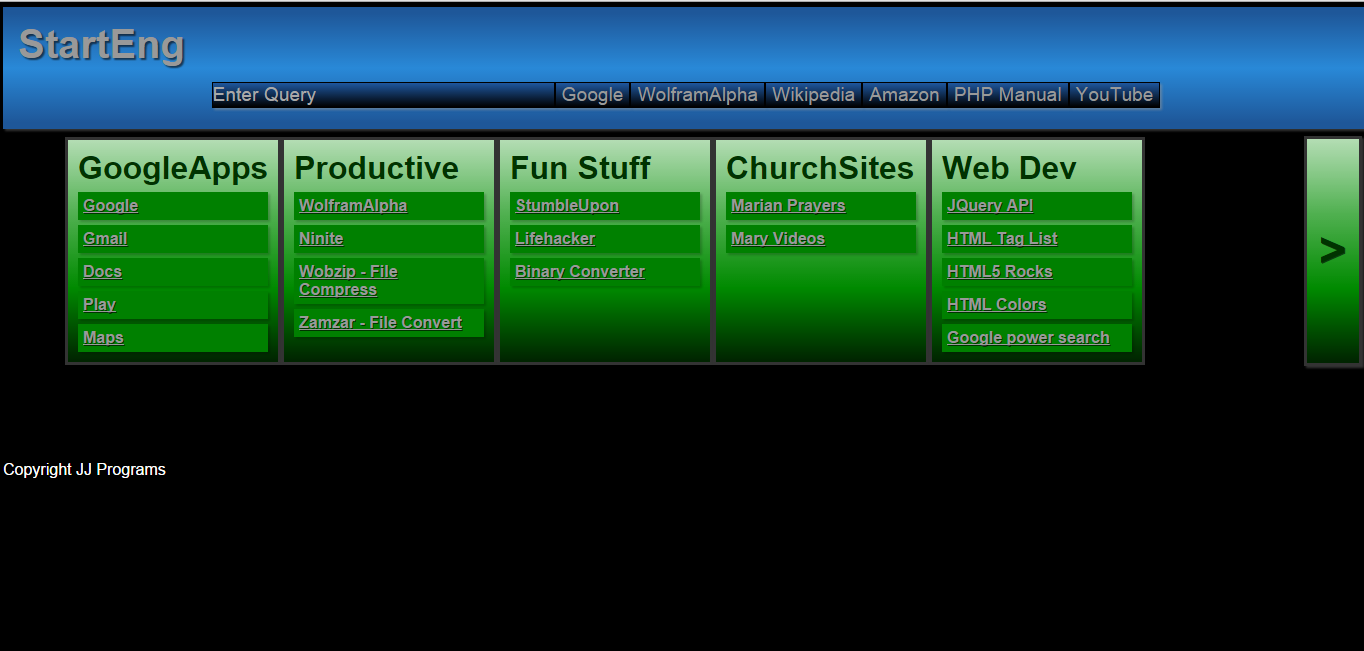 StartEng
Enter Query Google WolframAlpha Wikipedia Amazon PHP Manual YouTube
GoogleApps
Google
Gmail
Docs
Play
Maps
Productive
WolframAlpha
Ninite
Wobzip - File
Compress
Zamzar - File Convert
Fun Stuff
StumbleUpon
Lifehacker
Binary Converter
ChurchSites
Marian Prayers
Mary Videos
Web Dev
JQuery API
HTML Tag List
HTML5 Rocks
HTML Colors
Google power search
>
Copyright JJ Programs